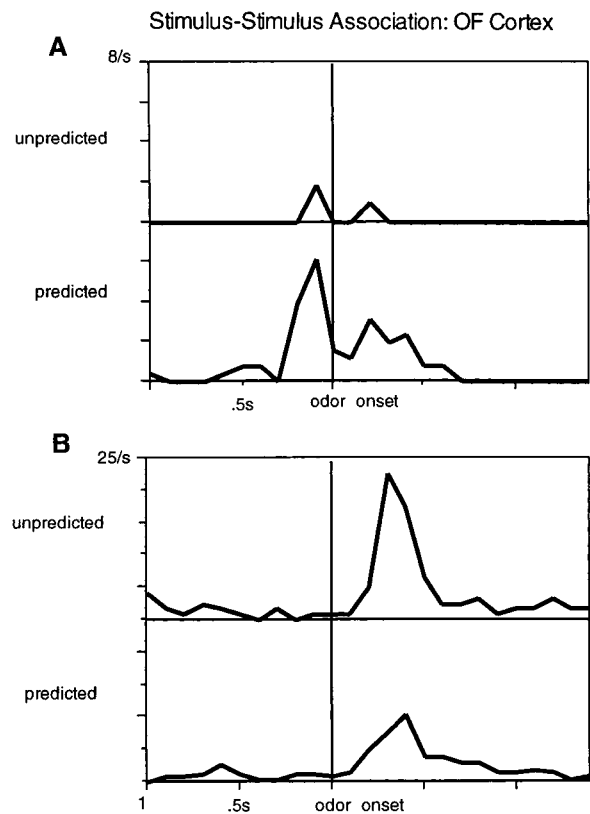 Stimulus-Stimulus Association: OF Cortex
A
8/s
unpredicted
predicted
.5s odor onset
B
25/s
unpredicted
predicted
1 .5s odor onset